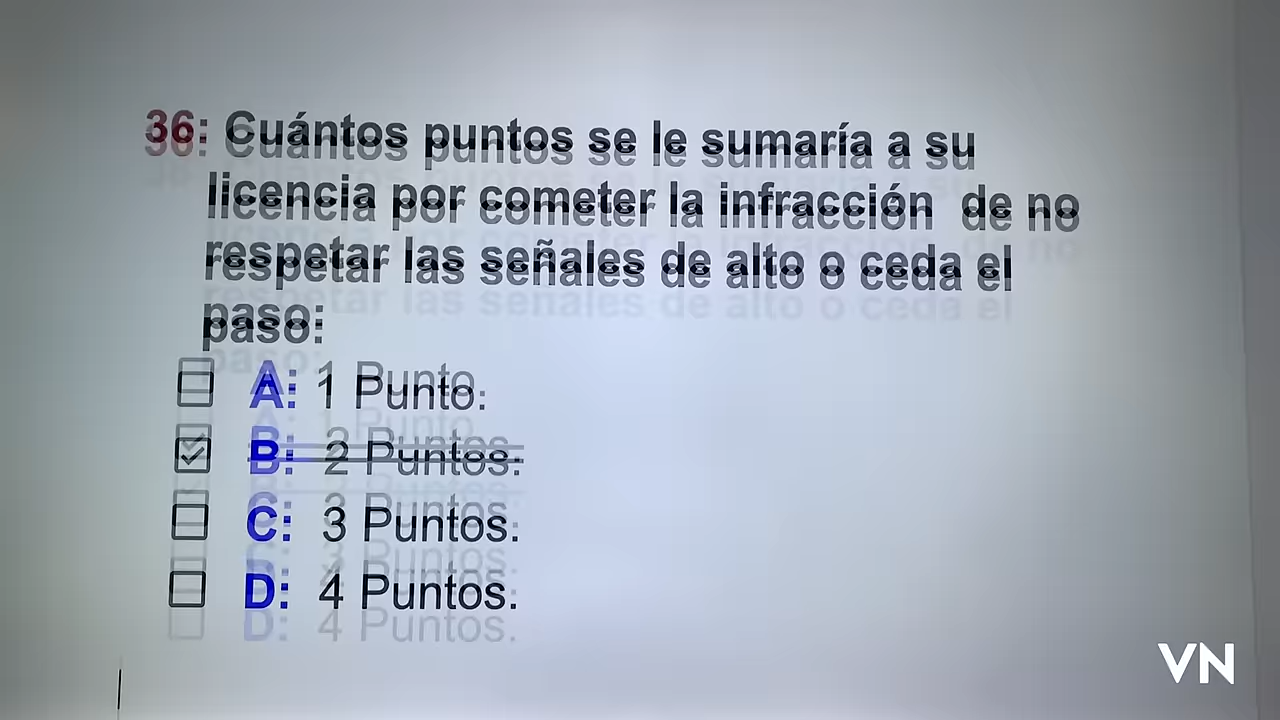 36: Cuántos puntos se le sumaría a su
licencia por cometer la infracción de no
respetar las señales de alto o ceda el
paso:
A: 1 Punto.
B: 2 Puntos.
C: 3 Puntos.
D: 4 Puntos.
VN